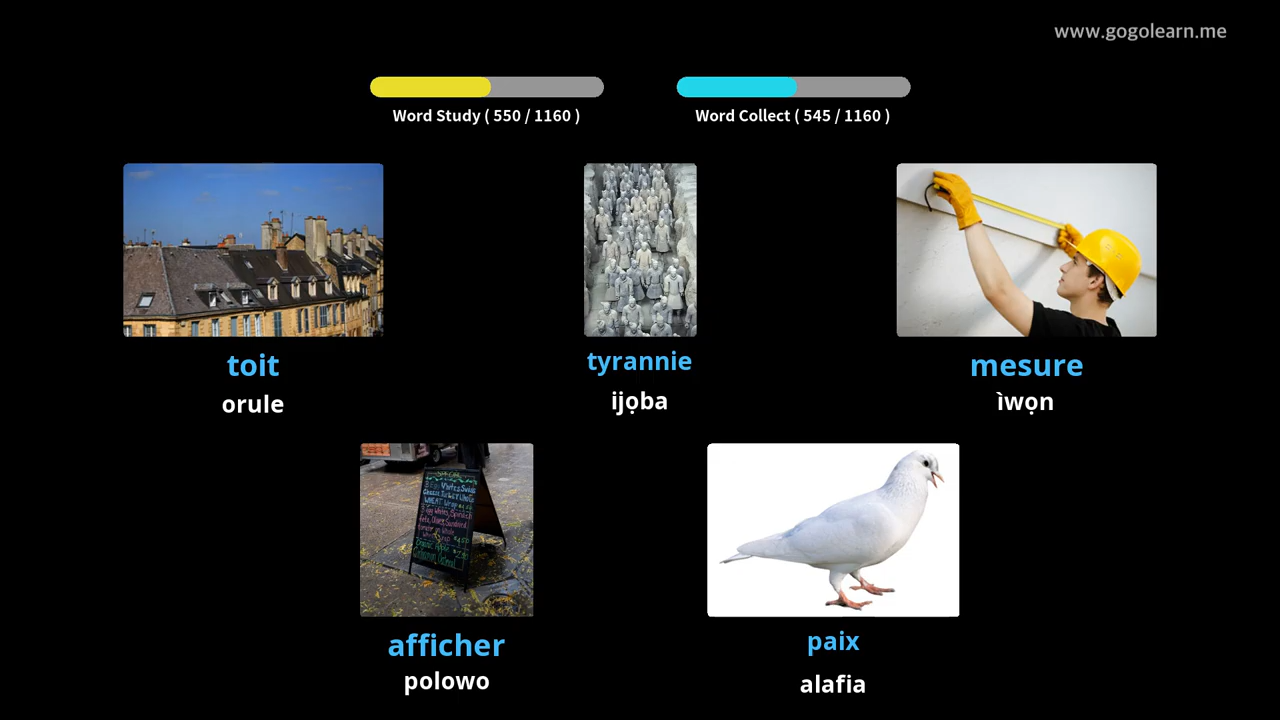 www.gogolearn.me
Word Study ( 550 / 1160 )
Word Collect ( 545 / 1160 )
toit
tyrannie
mesure
orule
ijọba
ìwọn
afficher
paix
polowo
alafia